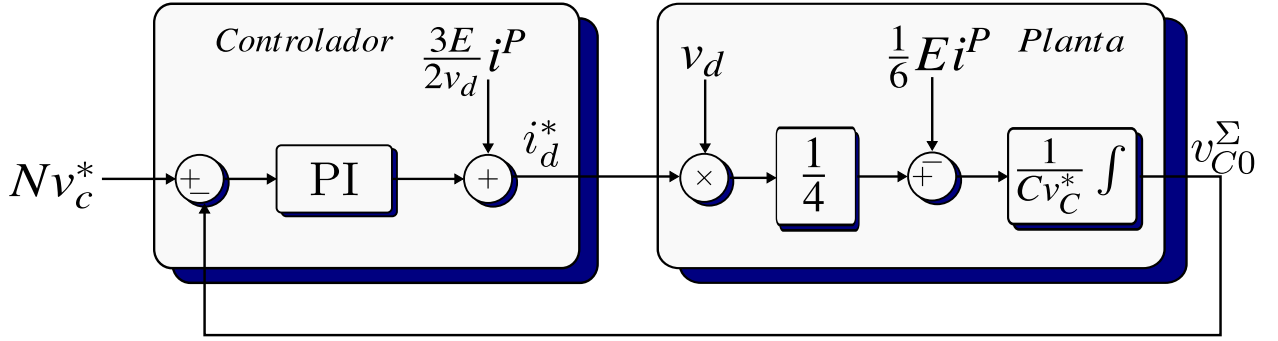 Controlador
3E/2v_d i^P
v_d
1/6 Ei^P
Planta
Nv_c^*
+
−
PI
+
i_d^*
×
1/4
−
+
1/Cv_C^* ∫
v_{C0}^Σ